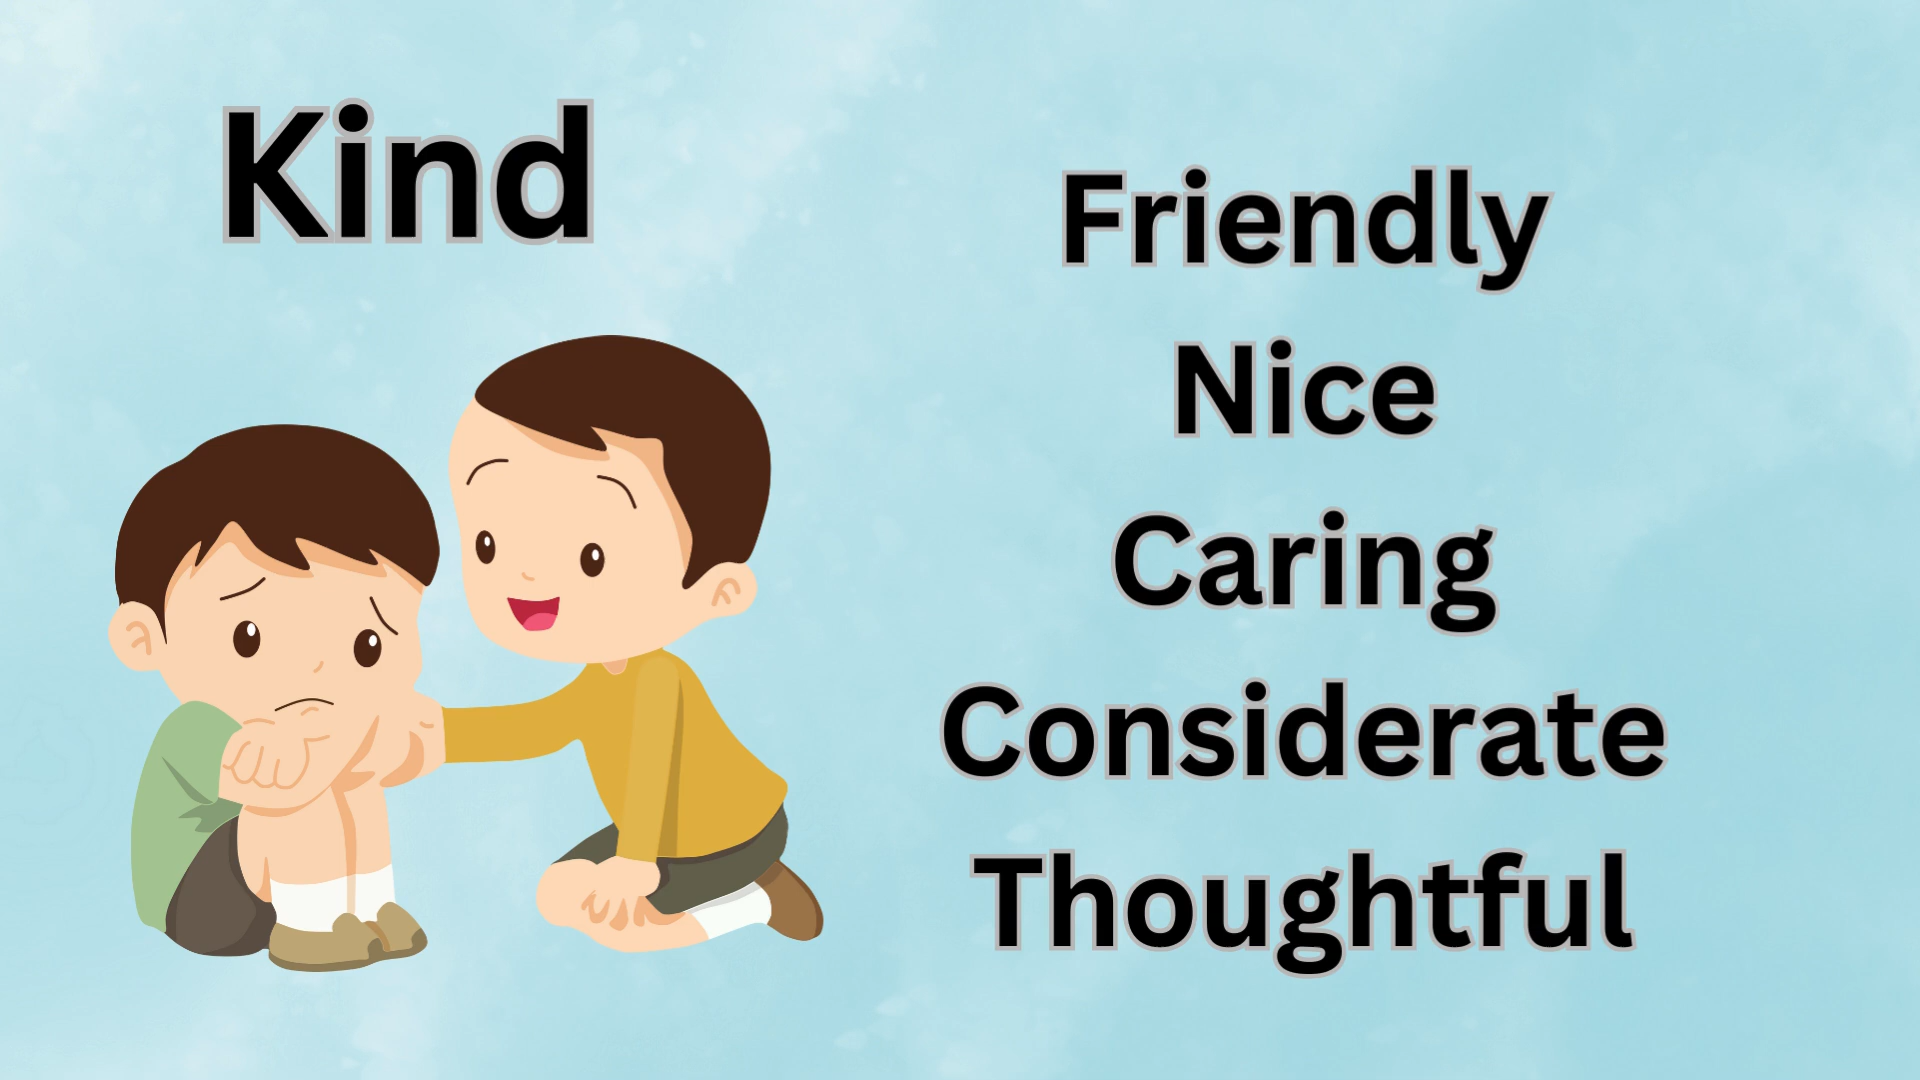 Kind
Friendly
Nice
Caring
Considerate
Thoughtful